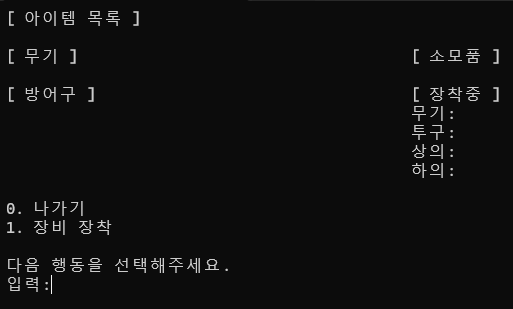 [ 아이템 목록 ]
[ 무기 ] [ 소모품 ]
[ 방어구 ] [ 장착중 ]
무기:
투구:
상의:
하의:
0. 나가기
1. 장비 장착
다음 행동을 선택해주세요.
입력: